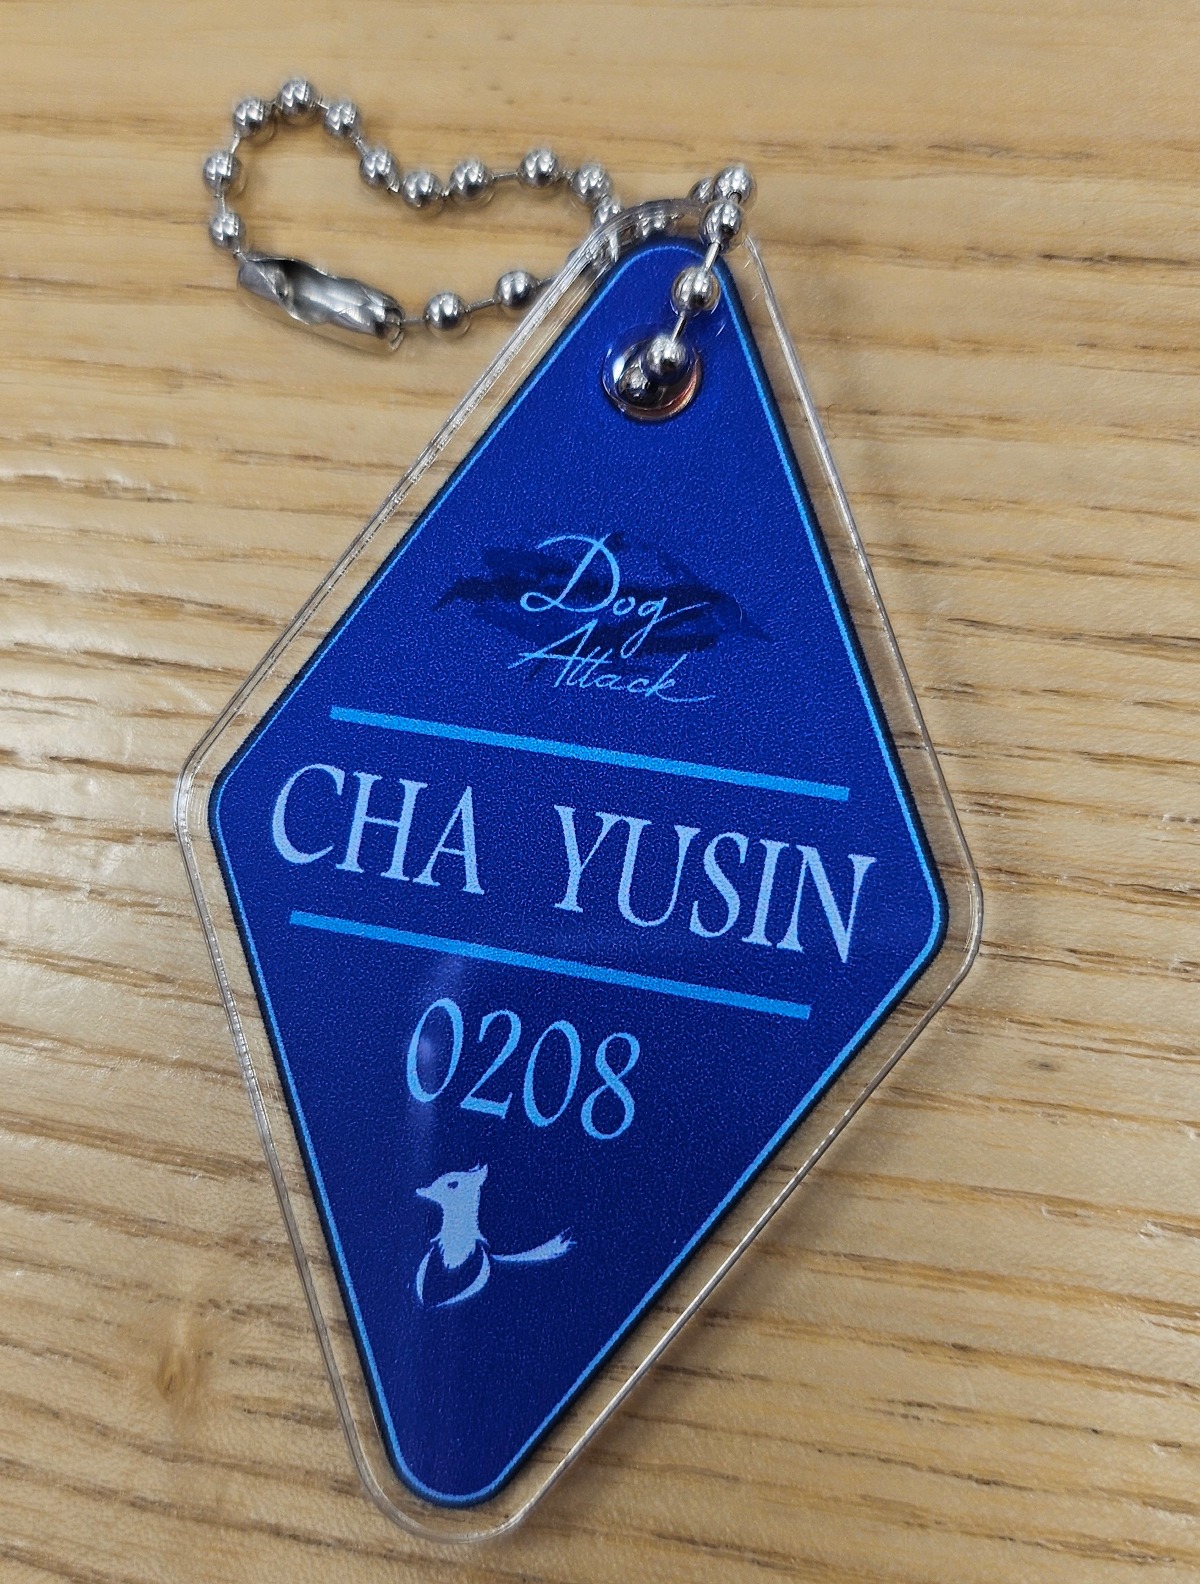 Dog
Attack
CHA YUSIN
0208